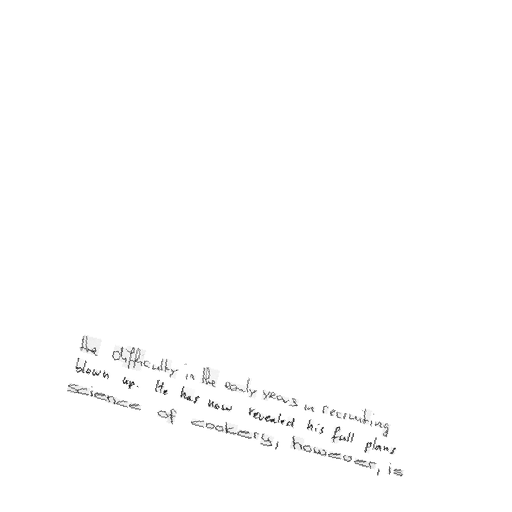 the difficulty in the early years in recruiting
blown up. He has now revealed his full plans
science of cookery, however, is